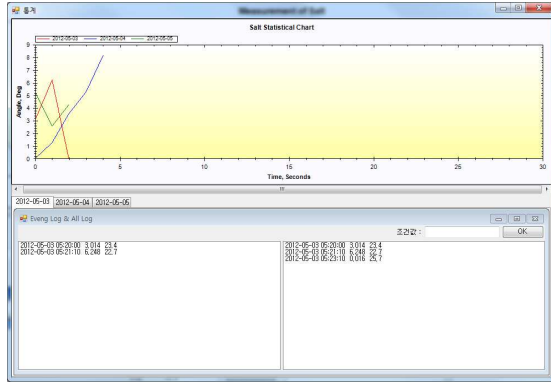 통계
Measurement of Salt
Salt Statistical Chart
2012-05-03 2012-05-04 2012-05-05
Angle, Deg
9
8
7
6
5
4
3
2
1
0
0 5 10 15 20 25 30
Time, Seconds
2012-05-03 2012-05-04 2012-05-05
Eveng Log & All Log
조건값 : OK
2012-05-03 05:20:00 3,014 23,4
2012-05-03 05:21:10 6,248 22,7
2012-05-03 05:20:00 3,014 23,4
2012-05-03 05:21:10 6,248 22,7
2012-05-03 05:23:10 0,016 25,7